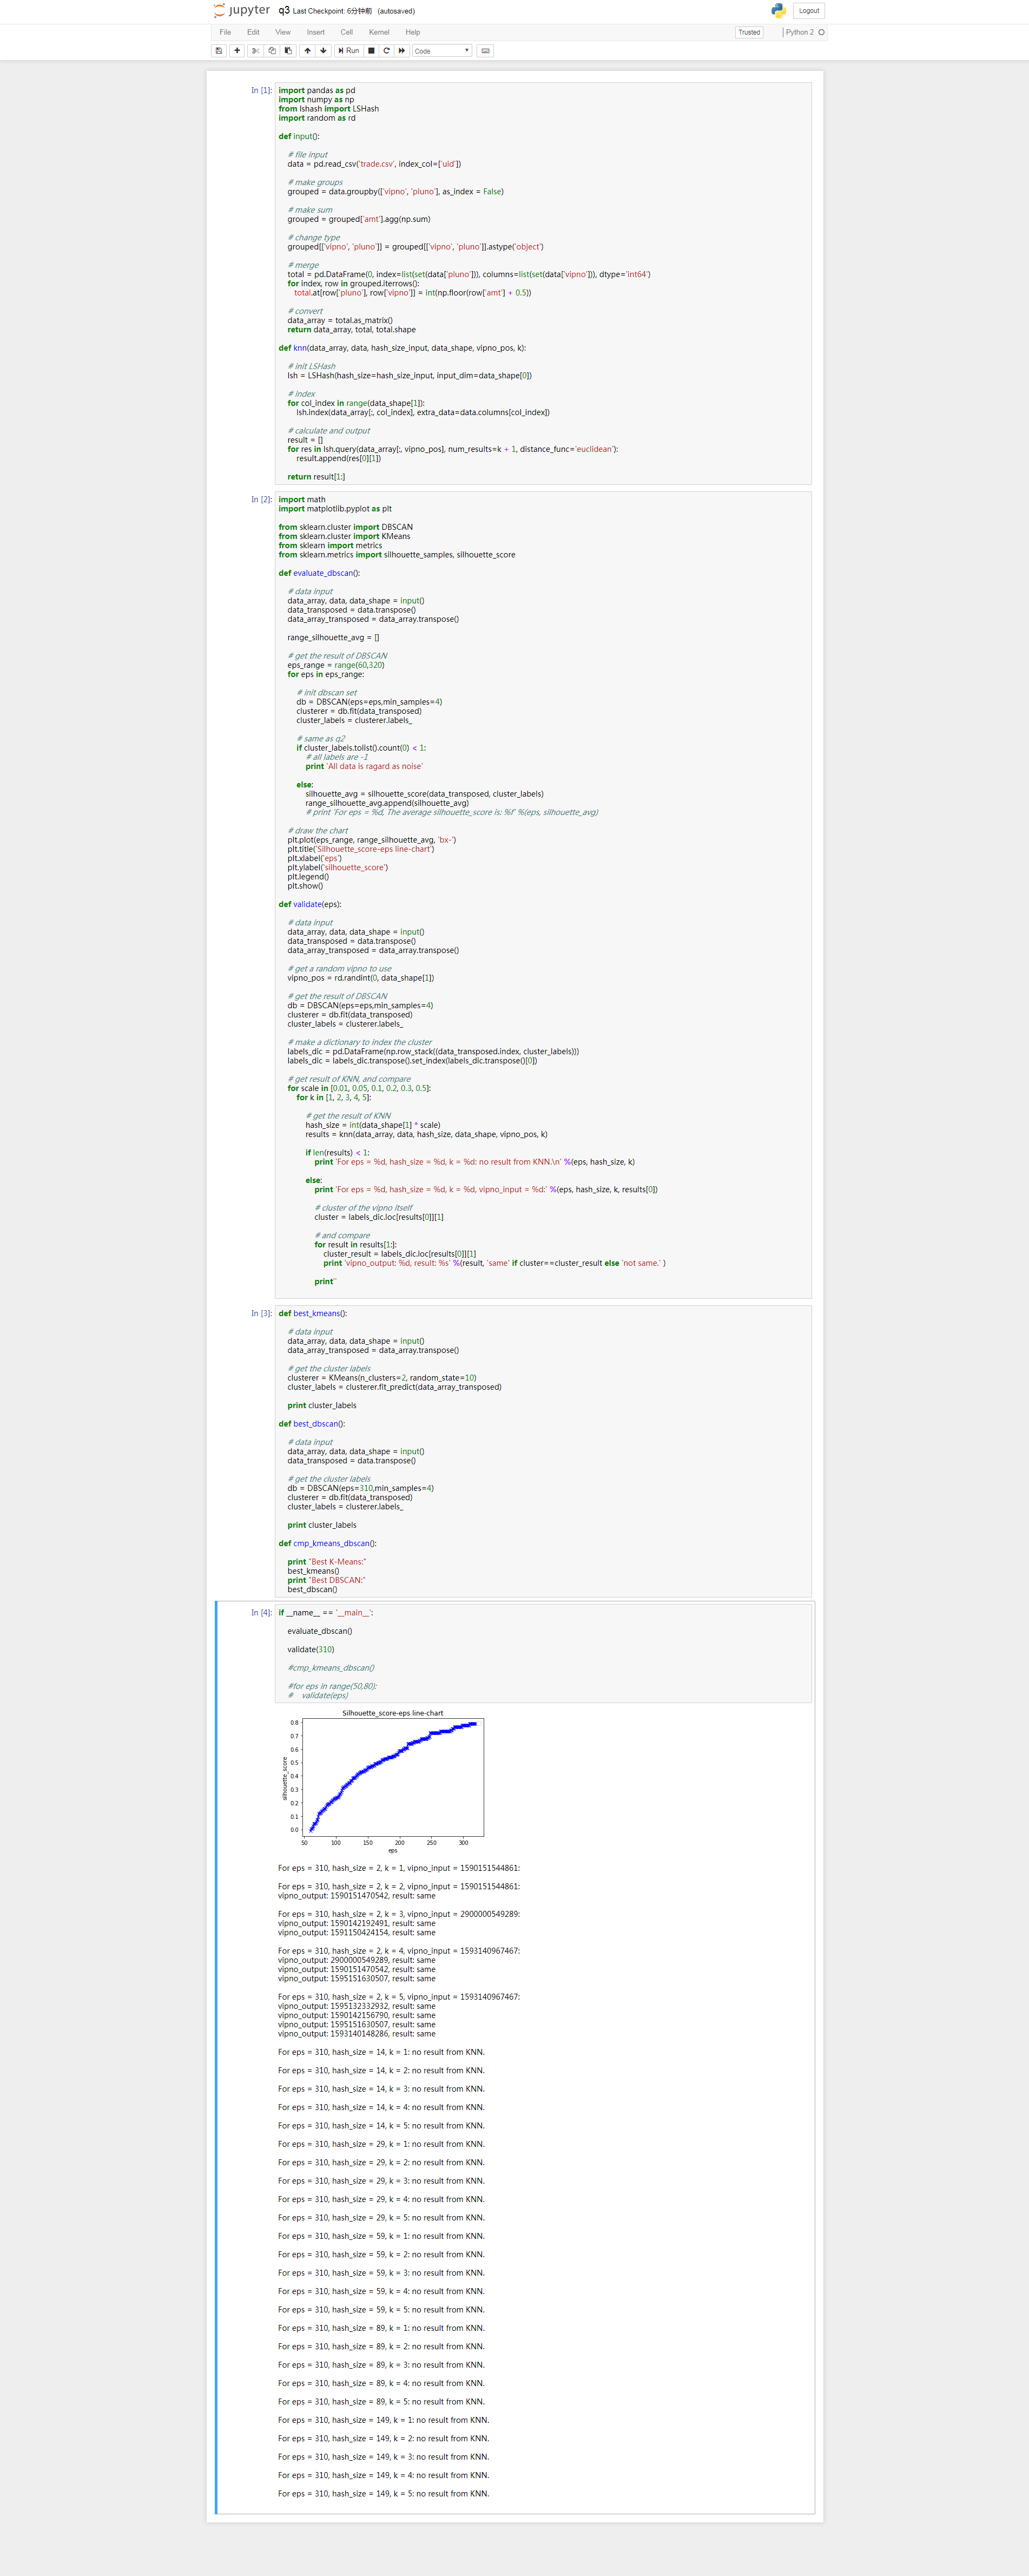 jupyter q3 Last Checkpoint: 6分钟前 (autosaved)
Logout
File Edit View Insert Cell Kernel Help
Trusted Python 2
Run Code
In [1]:
import pandas as pd
import numpy as np
from lshash import LSHash
import random as rd
def input():
# file input
data = pd.read_csv('trade.csv', index_col=['uid'])
# make groups
grouped = data.groupby(['vipno', 'pluno'], as_index = False)
# make sum
grouped = grouped['amt'].agg(np.sum)
# change type
grouped[['vipno', 'pluno']] = grouped[['vipno', 'pluno']].astype('object')
# merge
total = pd.DataFrame(0, index=list(set(data['pluno'])), columns=list(set(data['vipno'])), dtype='int64')
for index, row in grouped.iterrows():
total.at[row['pluno'], row['vipno']] = int(np.floor(row['amt'] + 0.5))
# convert
data_array = total.as_matrix()
return data_array, total, total.shape
def knn(data_array, data, hash_size_input, data_shape, vipno_pos, k):
# init LSHash
lsh = LSHash(hash_size=hash_size_input, input_dim=data_shape[0])
# index
for col_index in range(data_shape[1]):
lsh.index(data_array[:, col_index], extra_data=data.columns[col_index])
# calculate and output
result = []
for res in lsh.query(data_array[:, vipno_pos], num_results=k + 1, distance_func='euclidean'):
result.append(res[0][1])
return result[1:]
In [2]:
import math
import matplotlib.pyplot as plt
from sklearn.cluster import DBSCAN
from sklearn.cluster import KMeans
from sklearn import metrics
from sklearn.metrics import silhouette_samples, silhouette_score
def evaluate_dbscan():
# data input
data_array, data, data_shape = input()
data_transposed = data.transpose()
data_array_transposed = data_array.transpose()
range_silhouette_avg = []
# get the result of DBSCAN
eps_range = range(60,320)
for eps in eps_range:
# init dbscan set
db = DBSCAN(eps=eps,min_samples=4)
clusterer = db.fit(data_transposed)
cluster_labels = clusterer.labels_
# same as q2
if cluster_labels.tolist().count(0) < 1:
# all labels are -1
print 'All data is ragard as noise'
else:
silhouette_avg = silhouette_score(data_transposed, cluster_labels)
range_silhouette_avg.append(silhouette_avg)
# print 'For eps = %d, The average silhouette_score is: %f' %(eps, silhouette_avg)
# draw the chart
plt.plot(eps_range, range_silhouette_avg, 'bx-')
plt.title('Silhouette_score-eps line-chart')
plt.xlabel('eps')
plt.ylabel('silhouette_score')
plt.legend()
plt.show()
def validate(eps):
# data input
data_array, data, data_shape = input()
data_transposed = data.transpose()
data_array_transposed = data_array.transpose()
# get a random vipno to use
vipno_pos = rd.randint(0, data_shape[1])
# get the result of DBSCAN
db = DBSCAN(eps=eps,min_samples=4)
clusterer = db.fit(data_transposed)
cluster_labels = clusterer.labels_
# make a dictionary to index the cluster
labels_dic = pd.DataFrame(np.row_stack((data_transposed.index, cluster_labels)))
labels_dic = labels_dic.transpose().set_index(labels_dic.transpose()[0])
# get result of KNN, and compare
for scale in [0.01, 0.05, 0.1, 0.2, 0.3, 0.5]:
for k in [1, 2, 3, 4, 5]:
# get the result of KNN
hash_size = int(data_shape[1] * scale)
results = knn(data_array, data, hash_size, data_shape, vipno_pos, k)
if len(results) < 1:
print 'For eps = %d, hash_size = %d, k = %d: no result from KNN.\n' %(eps, hash_size, k)
else:
print 'For eps = %d, hash_size = %d, k = %d, vipno_input = %d:' %(eps, hash_size, k, results[0])
# cluster of the vipno itself
cluster = labels_dic.loc[results[0]][1]
# and compare
for result in results[1:]:
cluster_result = labels_dic.loc[results[0]][1]
print 'vipno_output: %d, result: %s' %(result, 'same' if cluster==cluster_result else 'not same.' )
print''
In [3]:
def best_kmeans():
# data input
data_array, data, data_shape = input()
data_array_transposed = data_array.transpose()
# get the cluster labels
clusterer = KMeans(n_clusters=2, random_state=10)
cluster_labels = clusterer.fit_predict(data_array_transposed)
print cluster_labels
def best_dbscan():
# data input
data_array, data, data_shape = input()
data_transposed = data.transpose()
# get the cluster labels
db = DBSCAN(eps=310,min_samples=4)
clusterer = db.fit(data_transposed)
cluster_labels = clusterer.labels_
print cluster_labels
def cmp_kmeans_dbscan():
print "Best K-Means:"
best_kmeans()
print "Best DBSCAN:"
best_dbscan()
In [4]:
if __name__ == '__main__':
evaluate_dbscan()
validate(310)
#cmp_kmeans_dbscan()
#for eps in range(50,80):
# validate(eps)
Silhouette_score-eps line-chart
silhouette_score
0.8
0.7
0.6
0.5
0.4
0.3
0.2
0.1
0.0
50 100 150 200 250 300
eps
For eps = 310, hash_size = 2, k = 1, vipno_input = 1590151544861:
For eps = 310, hash_size = 2, k = 2, vipno_input = 1590151544861:
vipno_output: 1590151470542, result: same
For eps = 310, hash_size = 2, k = 3, vipno_input = 2900000549289:
vipno_output: 1590142192491, result: same
vipno_output: 1591150424154, result: same
For eps = 310, hash_size = 2, k = 4, vipno_input = 1593140967467:
vipno_output: 2900000549289, result: same
vipno_output: 1590151470542, result: same
vipno_output: 1595151630507, result: same
For eps = 310, hash_size = 2, k = 5, vipno_input = 1593140967467:
vipno_output: 1595132332932, result: same
vipno_output: 1590142156790, result: same
vipno_output: 1595151630507, result: same
vipno_output: 1593140148286, result: same
For eps = 310, hash_size = 14, k = 1: no result from KNN.
For eps = 310, hash_size = 14, k = 2: no result from KNN.
For eps = 310, hash_size = 14, k = 3: no result from KNN.
For eps = 310, hash_size = 14, k = 4: no result from KNN.
For eps = 310, hash_size = 14, k = 5: no result from KNN.
For eps = 310, hash_size = 29, k = 1: no result from KNN.
For eps = 310, hash_size = 29, k = 2: no result from KNN.
For eps = 310, hash_size = 29, k = 3: no result from KNN.
For eps = 310, hash_size = 29, k = 4: no result from KNN.
For eps = 310, hash_size = 29, k = 5: no result from KNN.
For eps = 310, hash_size = 59, k = 1: no result from KNN.
For eps = 310, hash_size = 59, k = 2: no result from KNN.
For eps = 310, hash_size = 59, k = 3: no result from KNN.
For eps = 310, hash_size = 59, k = 4: no result from KNN.
For eps = 310, hash_size = 59, k = 5: no result from KNN.
For eps = 310, hash_size = 89, k = 1: no result from KNN.
For eps = 310, hash_size = 89, k = 2: no result from KNN.
For eps = 310, hash_size = 89, k = 3: no result from KNN.
For eps = 310, hash_size = 89, k = 4: no result from KNN.
For eps = 310, hash_size = 89, k = 5: no result from KNN.
For eps = 310, hash_size = 149, k = 1: no result from KNN.
For eps = 310, hash_size = 149, k = 2: no result from KNN.
For eps = 310, hash_size = 149, k = 3: no result from KNN.
For eps = 310, hash_size = 149, k = 4: no result from KNN.
For eps = 310, hash_size = 149, k = 5: no result from KNN.